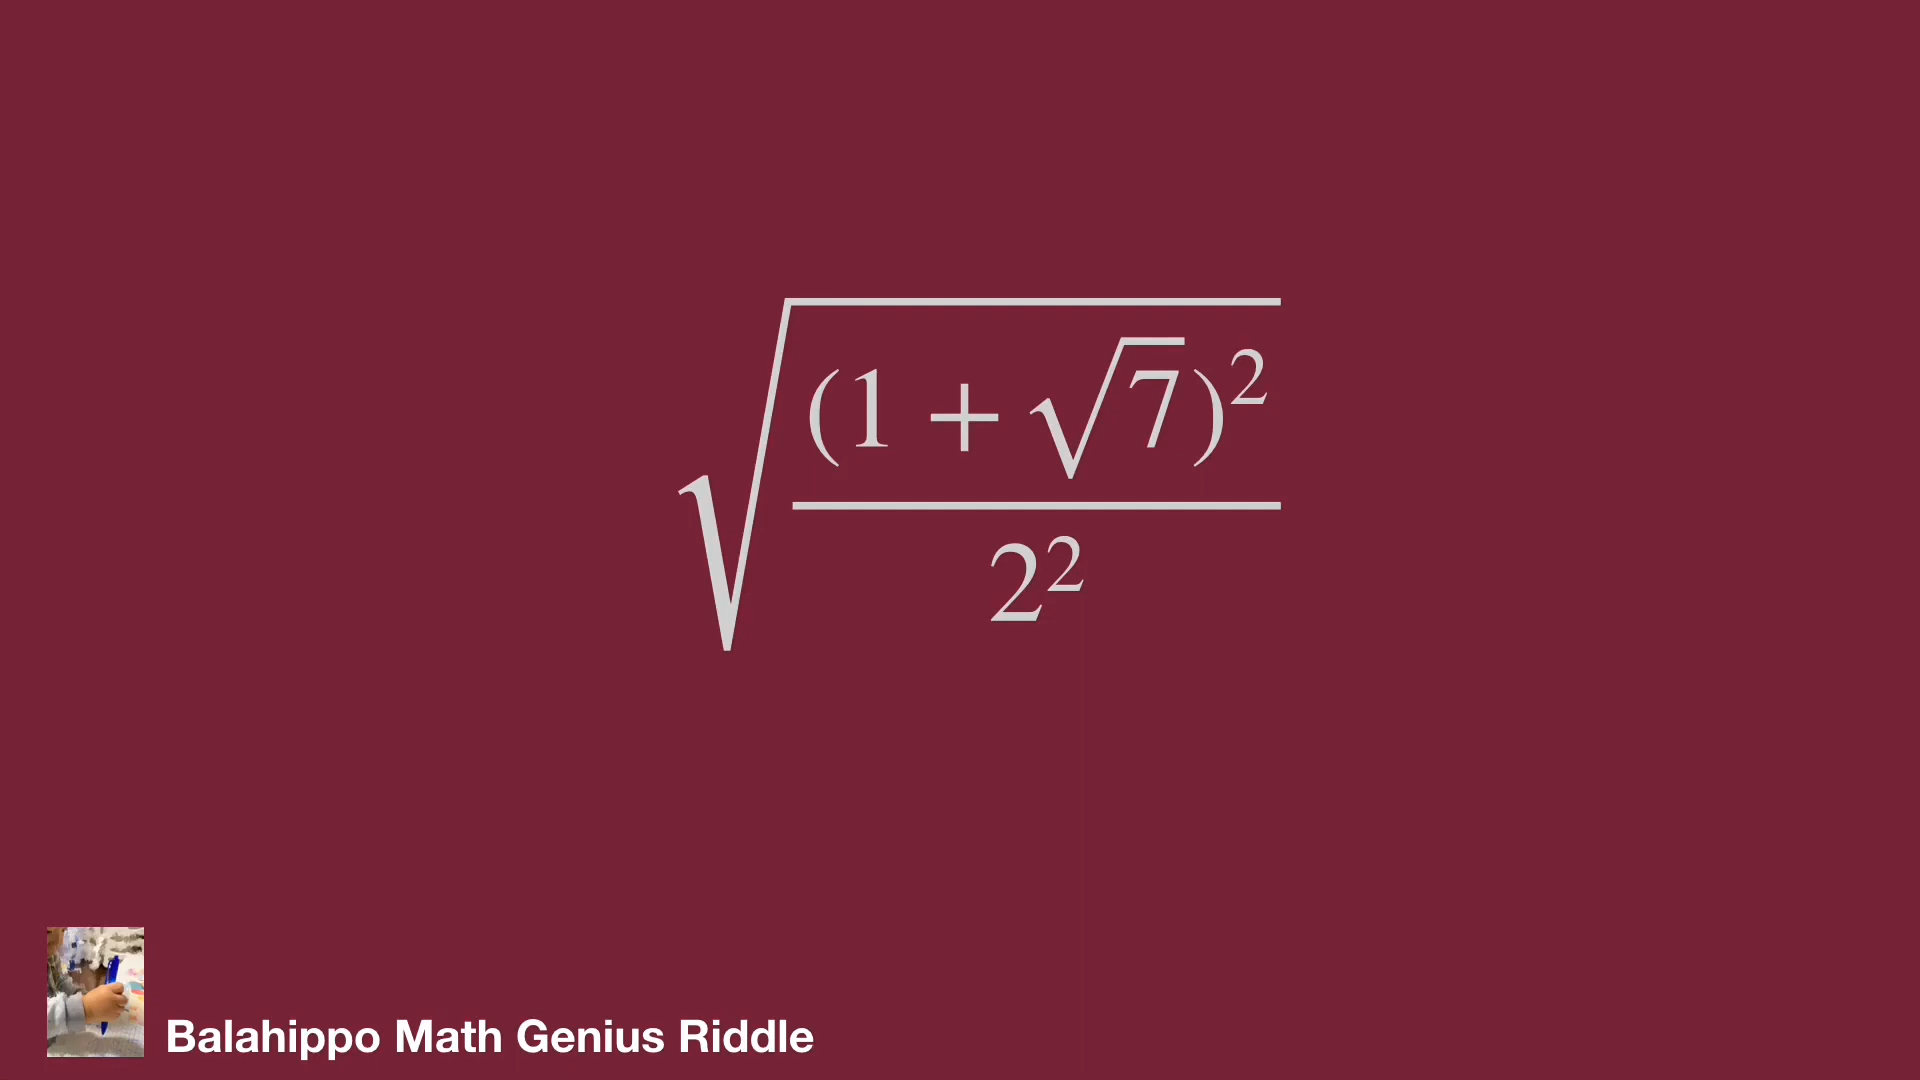 √((1 + √7)² / 2²)
Balahippo Math Genius Riddle